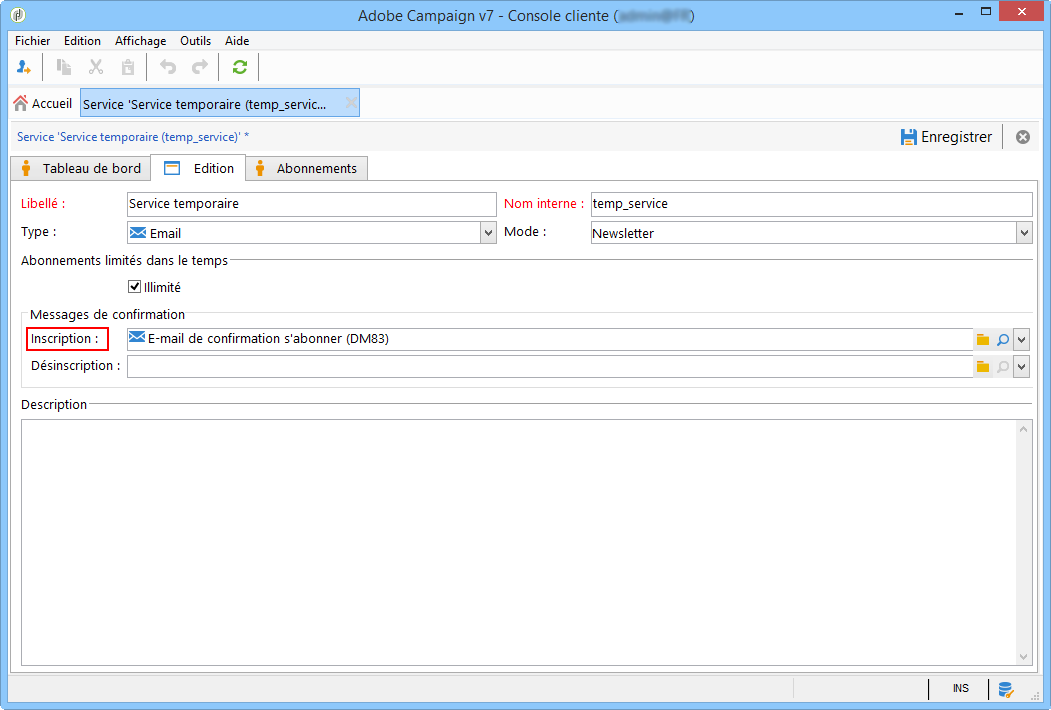 Adobe Campaign v7 - Console cliente (
Fichier Edition Affichage Outils Aide
Accueil Service 'Service temporaire (temp_servic...
Service 'Service temporaire (temp_service)' * Enregistrer
Tableau de bord Edition Abonnements
Libellé : Service temporaire Nom interne : temp_service
Type : Email Mode : Newsletter
Abonnements limités dans le temps
Illimité
Messages de confirmation
Inscription : E-mail de confirmation s'abonner (DM83)
Désinscription :
Description
INS